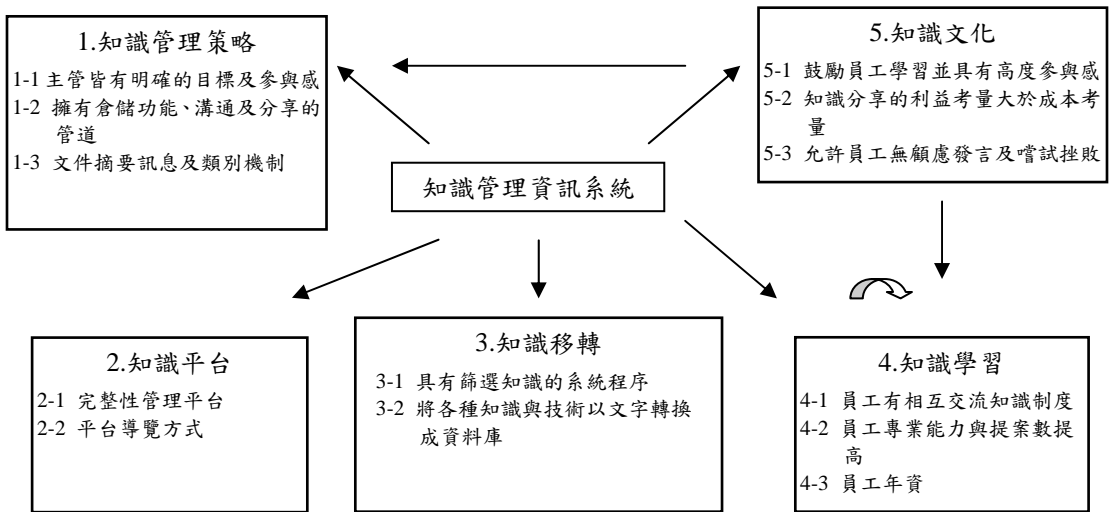 1.知識管理策略
1-1 主管皆有明確的目標及參與感
1-2 擁有倉儲功能、溝通及分享的
管道
1-3 文件摘要訊息及類別機制
5.知識文化
5-1 鼓勵員工學習並具有高度參與感
5-2 知識分享的利益考量大於成本考
量
5-3 允許員工無顧慮發言及嚐試挫敗
知識管理資訊系統
2.知識平台
2-1 完整性管理平台
2-2 平台導覽方式
3.知識移轉
3-1 具有篩選知識的系統程序
3-2 將各種知識與技術以文字轉換
成資料庫
4.知識學習
4-1 員工有相互交流知識制度
4-2 員工專業能力與提案數提
高
4-3 員工年資